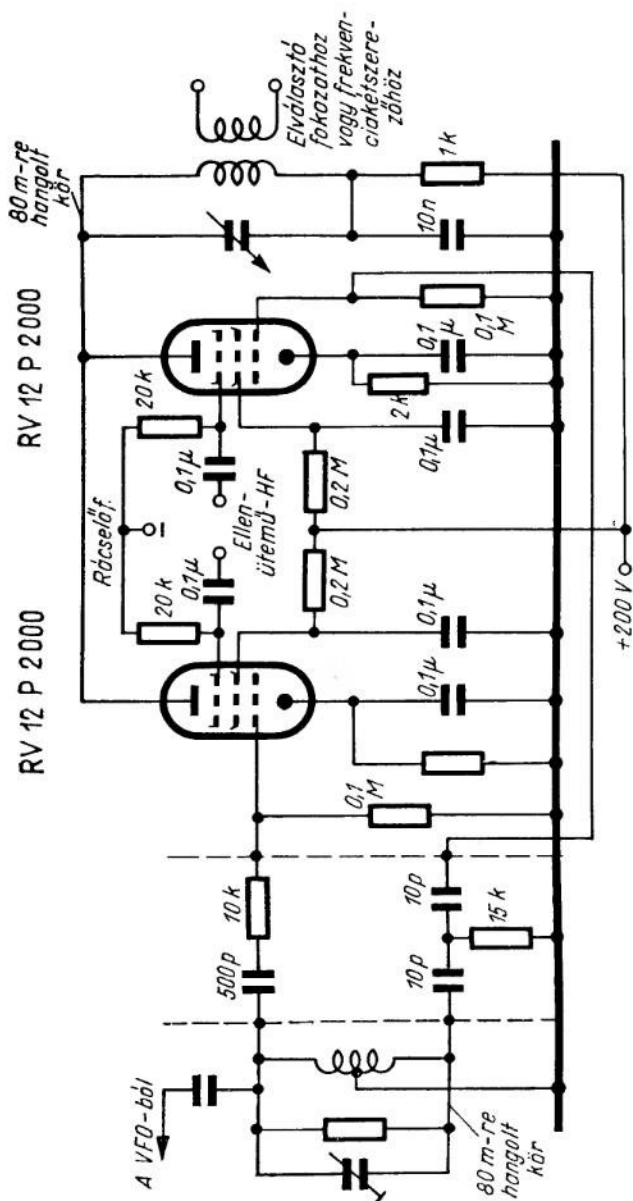 RV 12 P 2000
RV 12 P 2000
80 m-re
hangolt
kör
Elválasztó
fokozathoz
vagy frekven-
ciakétszere-
zőhöz
Rácselőf.
–
20 k
20 k
0,1 µ
0,1 µ
Ellen-
ütemű-HF
0,2 M
0,2 M
0,1 µ
0,1 µ
0,1 µ
2 k
0,1
µ
0,1
M
10 n
1 k
+200 V
0,1
M
A VFO-ból
500 p
10 k
10 p
10 p
15 k
80 m-re
hangolt
kör